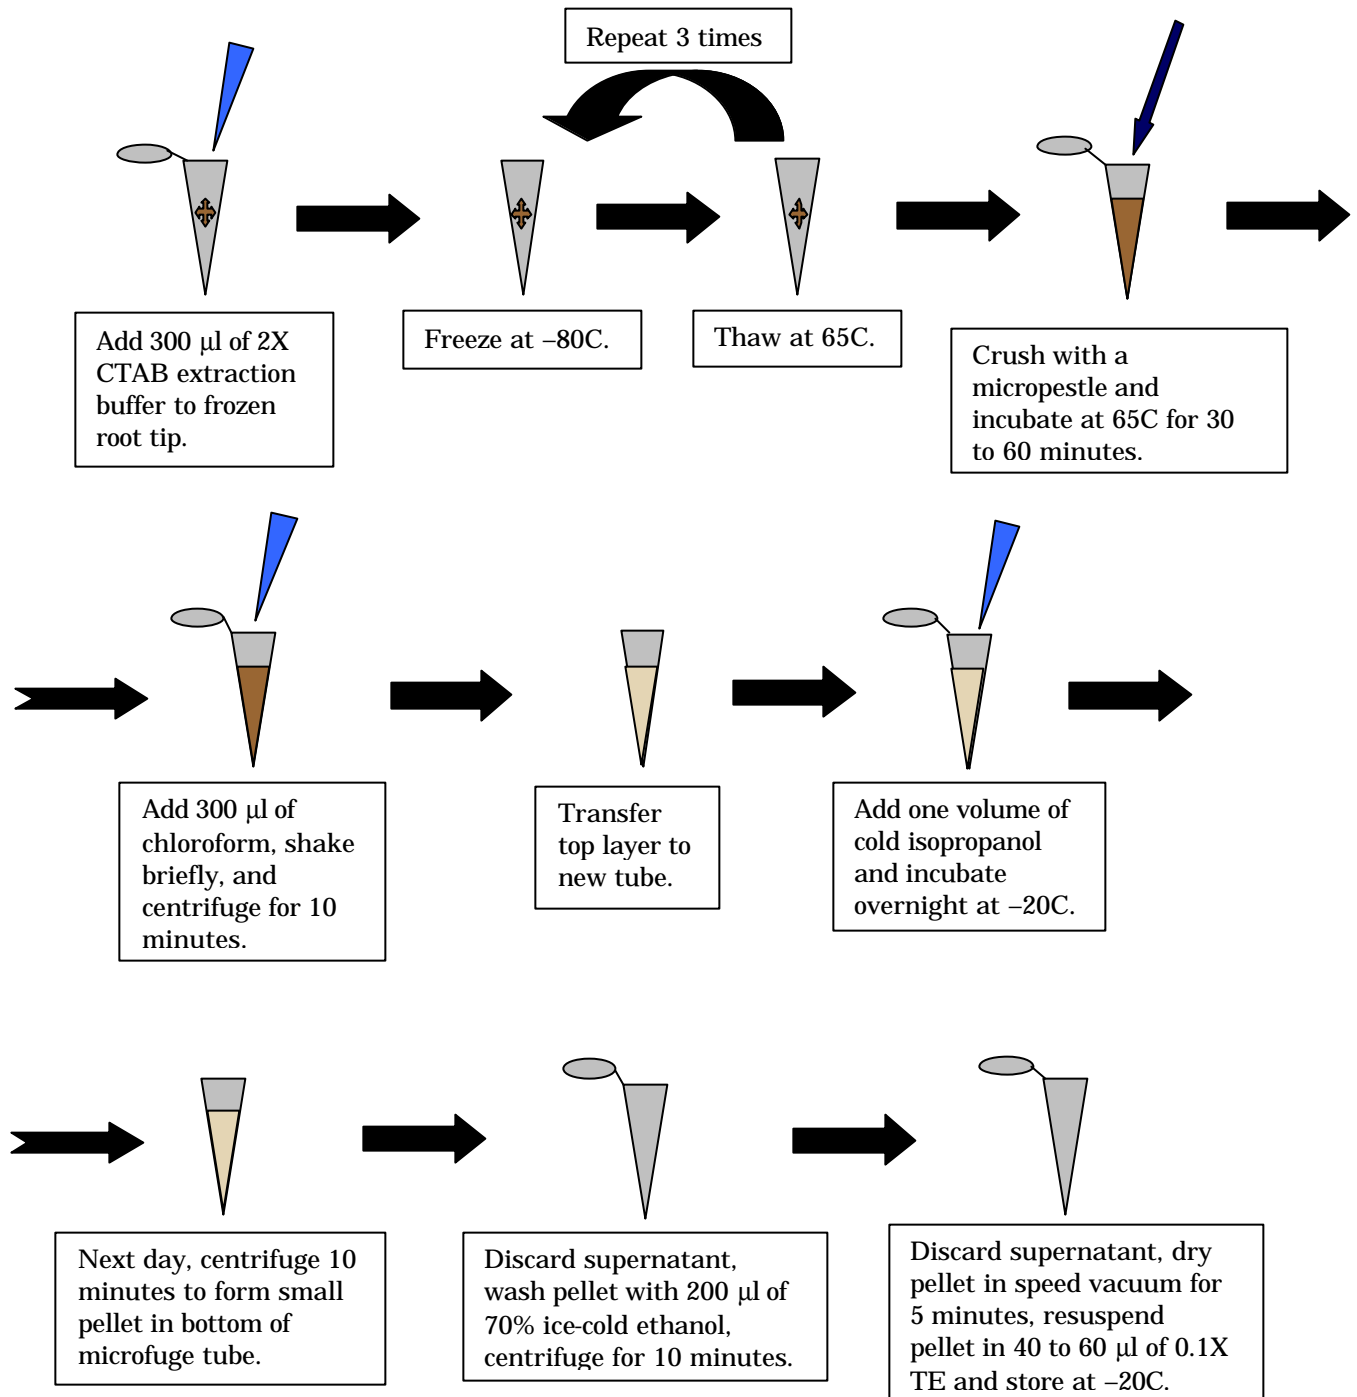 Repeat 3 times
Add 300 μl of 2X
CTAB extraction
buffer to frozen
root tip.
Freeze at –80C.
Thaw at 65C.
Crush with a
micropestle and
incubate at 65C for 30
to 60 minutes.
Add 300 μl of
chloroform, shake
briefly, and
centrifuge for 10
minutes.
Transfer
top layer to
new tube.
Add one volume of
cold isopropanol
and incubate
overnight at –20C.
Next day, centrifuge 10
minutes to form small
pellet in bottom of
microfuge tube.
Discard supernatant,
wash pellet with 200 μl of
70% ice-cold ethanol,
centrifuge for 10 minutes.
Discard supernatant, dry
pellet in speed vacuum for
5 minutes, resuspend
pellet in 40 to 60 μl of 0.1X
TE and store at –20C.